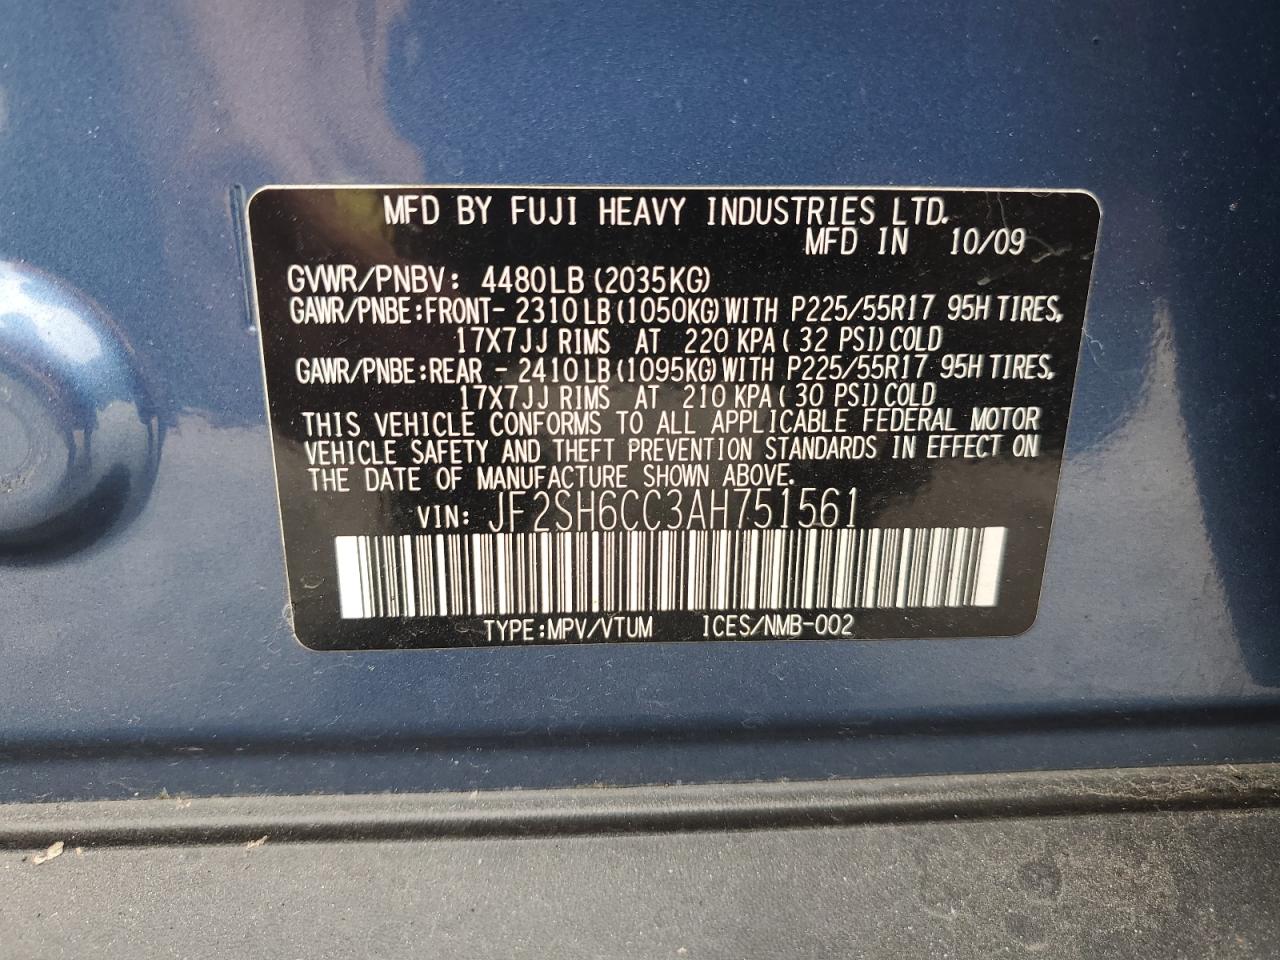 MFD BY FUJI HEAVY INDUSTRIES LTD.
MFD IN 10/09
GVWR/PNBV: 4480LB (2035KG)
GAWR/PNBE:FRONT- 2310 LB (1050KG) WITH P225/55R17 95H TIRES,
17X7JJ RIMS AT 220 KPA ( 32 PSI) COLD
GAWR/PNBE:REAR - 2410 LB (1095KG) WITH P225/55R17 95H TIRES,
17X7JJ RIMS AT 210 KPA ( 30 PSI) COLD
THIS VEHICLE CONFORMS TO ALL APPLICABLE FEDERAL MOTOR
VEHICLE SAFETY AND THEFT PREVENTION STANDARDS IN EFFECT ON
THE DATE OF MANUFACTURE SHOWN ABOVE.
VIN: JF2SH6CC3AH751561
TYPE:MPV/VTUM ICES/NMB-002